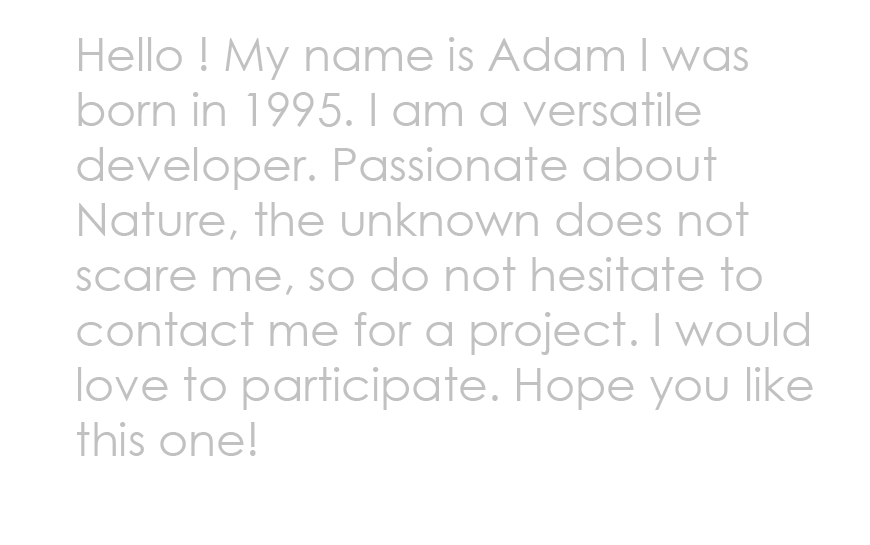 Hello ! My name is Adam I was
born in 1995. I am a versatile
developer. Passionate about
Nature, the unknown does not
scare me, so do not hesitate to
contact me for a project. I would
love to participate. Hope you like
this one!